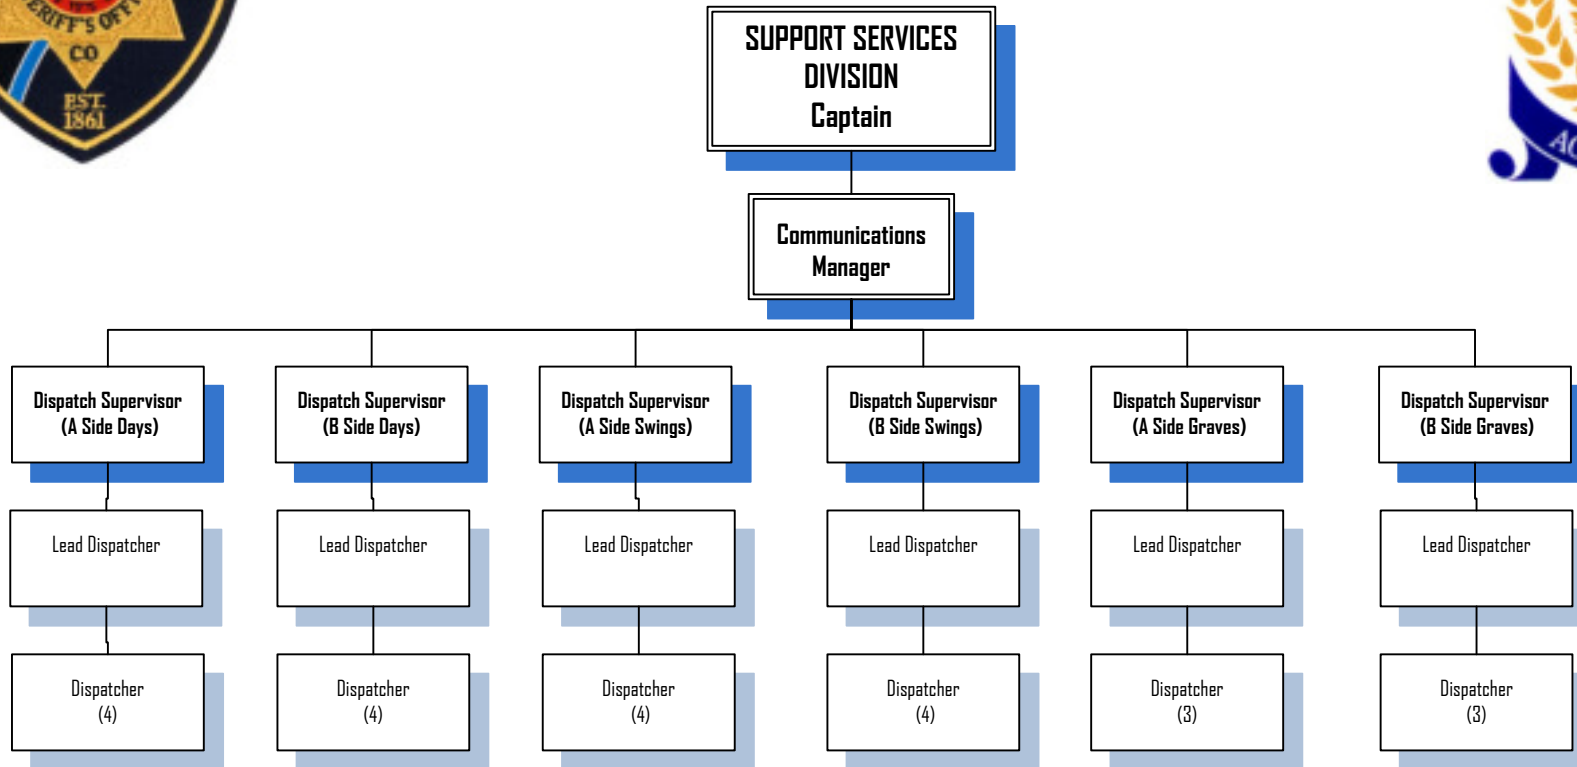 SHERIFF'S OFFI
CO
EST.
1861
SUPPORT SERVICES
DIVISION
Captain
Communications
Manager
Dispatch Supervisor
(A Side Days)
Dispatch Supervisor
(B Side Days)
Dispatch Supervisor
(A Side Swings)
Dispatch Supervisor
(B Side Swings)
Dispatch Supervisor
(A Side Graves)
Dispatch Supervisor
(B Side Graves)
Lead Dispatcher
Lead Dispatcher
Lead Dispatcher
Lead Dispatcher
Lead Dispatcher
Lead Dispatcher
Dispatcher
(4)
Dispatcher
(4)
Dispatcher
(4)
Dispatcher
(4)
Dispatcher
(3)
Dispatcher
(3)